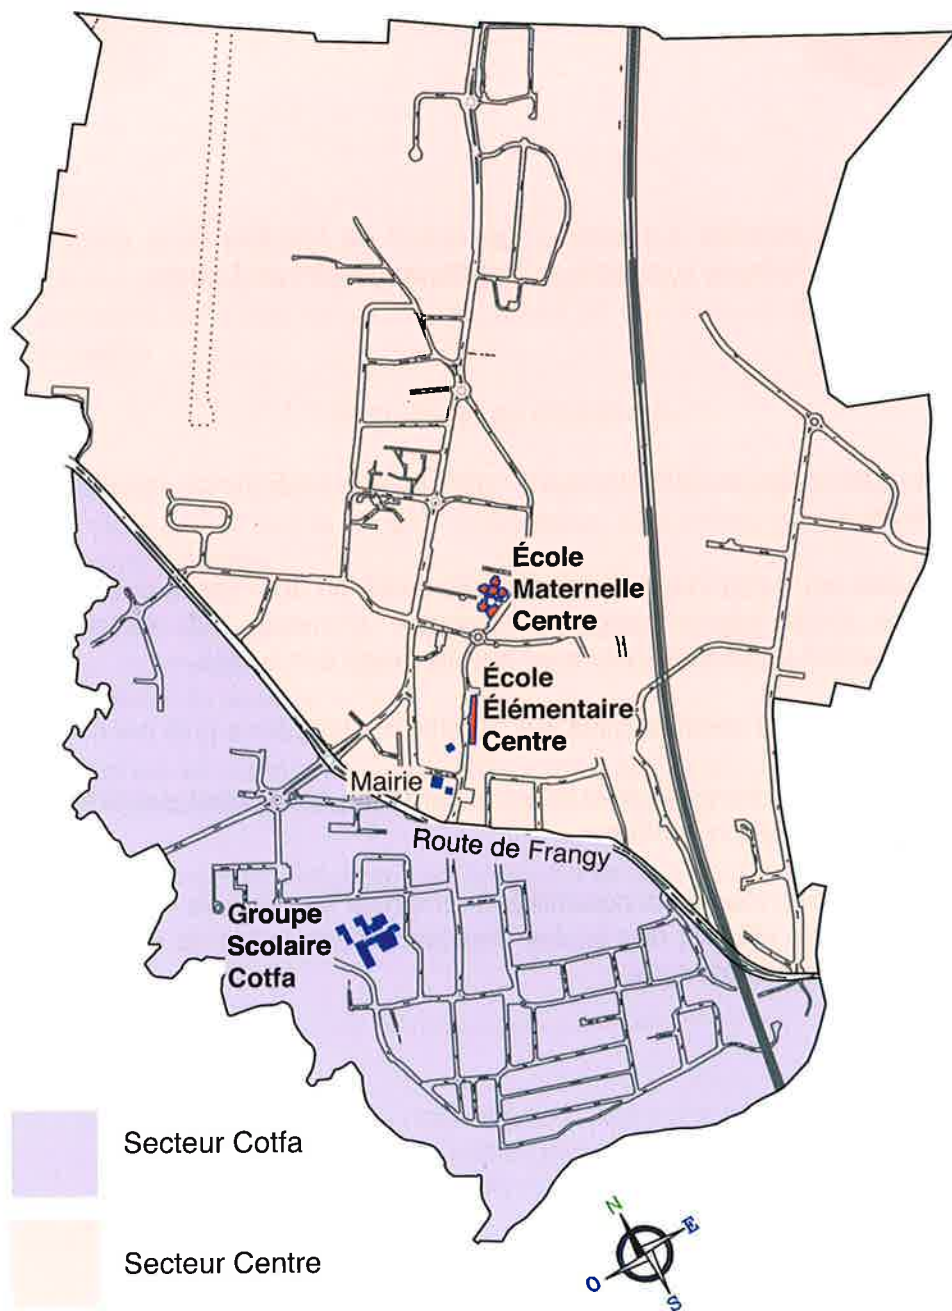 École
Maternelle
Centre
École
Élémentaire
Centre
Mairie
Route de Frangy
Groupe
Scolaire
Cotfa
Secteur Cotfa
Secteur Centre
N
E
O
S